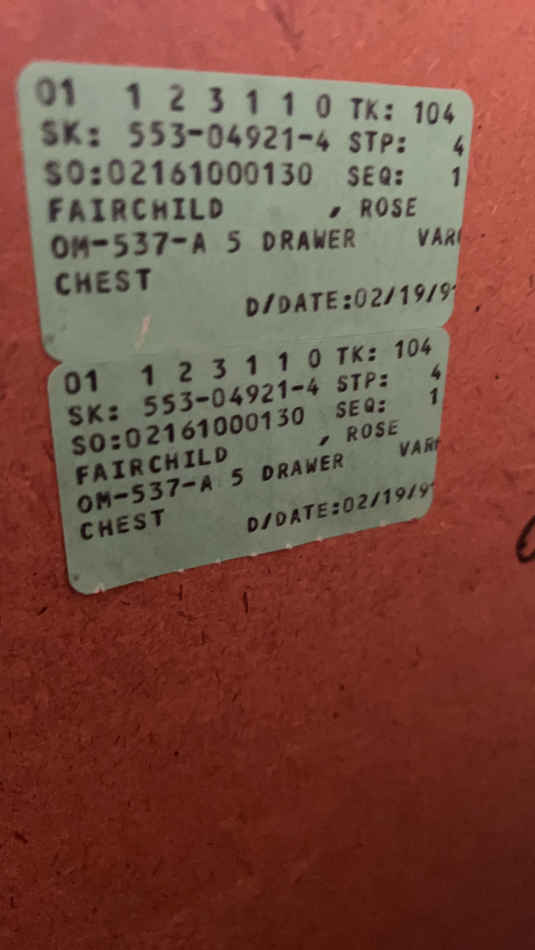 01 1 2 3 1 1 0 TK: 104
SK: 553-04921-4 STP: 4
SO:02161000130 SEQ: 1
FAIRCHILD , ROSE
OM-537-A 5 DRAWER VAR
CHEST
D/DATE:02/19/9
01 1 2 3 1 1 0 TK: 104
SK: 553-04921-4 STP: 4
SO:02161000130 SEQ: 1
FAIRCHILD , ROSE
OM-537-A 5 DRAWER VAR
CHEST
D/DATE:02/19/9